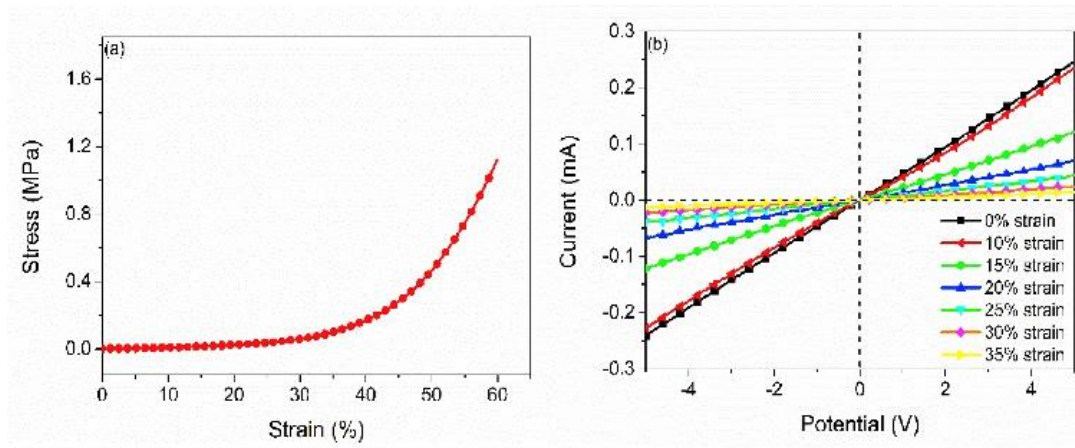 (a)
1.6
1.2
0.8
0.4
0.0
Stress (MPa)
0 10 20 30 40 50 60
Strain (%)
(b)
0.3
0.2
0.1
0.0
-0.1
-0.2
-0.3
Current (mA)
-4 -2 0 2 4
Potential (V)
0% strain
10% strain
15% strain
20% strain
25% strain
30% strain
35% strain